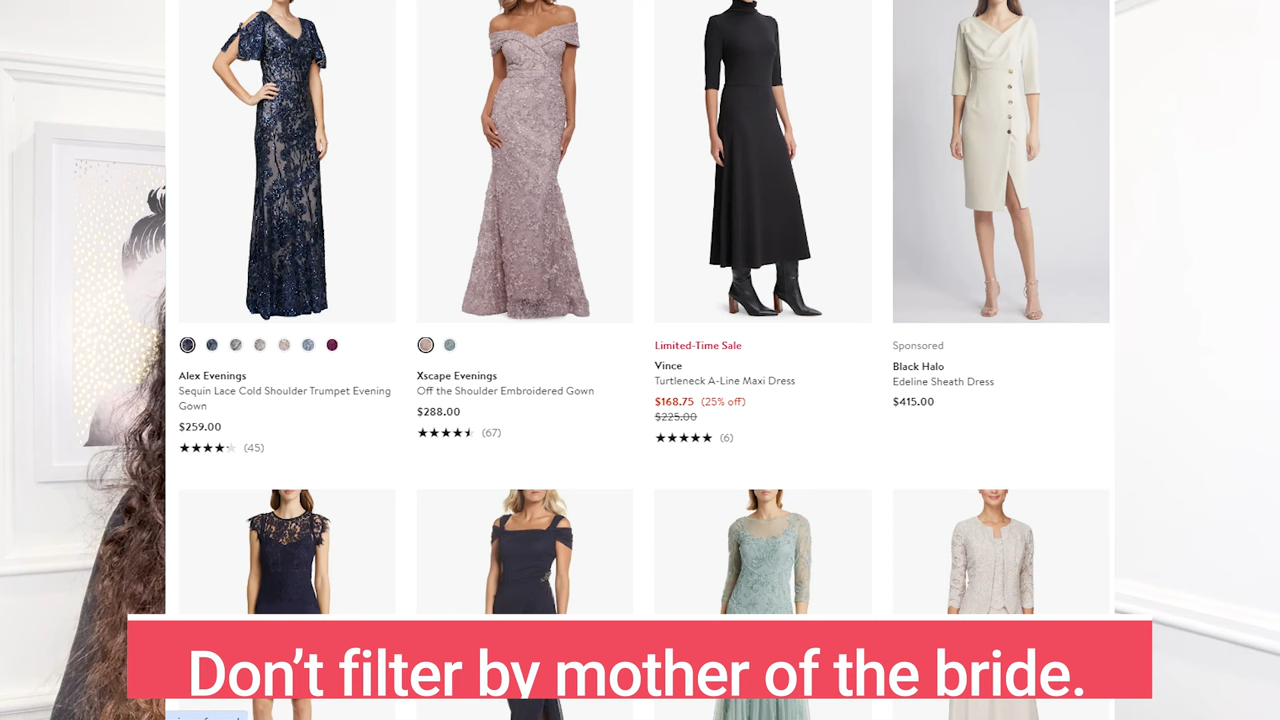 Alex Evenings
Sequin Lace Cold Shoulder Trumpet Evening
Gown
$259.00
(45)
Xscape Evenings
Off the Shoulder Embroidered Gown
$288.00
(67)
Limited-Time Sale
Vince
Turtleneck A-Line Maxi Dress
$168.75 (25% off)
$225.00
(6)
Sponsored
Black Halo
Edeline Sheath Dress
$415.00
Don't filter by mother of the bride.